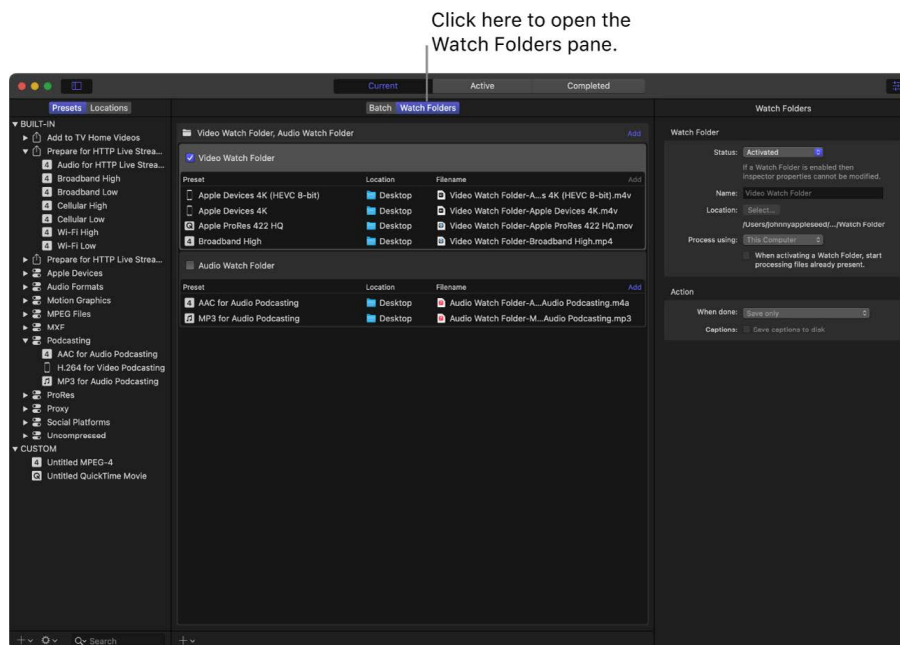 Click here to open the
Watch Folders pane.
Current Active Completed
Presets Locations
Batch Watch Folders
Watch Folders
BUILT-IN
Add to TV Home Videos
Prepare for HTTP Live Strea...
Audio for HTTP Live Strea...
Broadband High
Broadband Low
Cellular High
Cellular Low
Wi-Fi High
Wi-Fi Low
Prepare for HTTP Live Strea...
Apple Devices
Audio Formats
Motion Graphics
MPEG Files
MXF
Podcasting
AAC for Audio Podcasting
H.264 for Video Podcasting
MP3 for Audio Podcasting
ProRes
Proxy
Social Platforms
Uncompressed
CUSTOM
Untitled MPEG-4
Untitled QuickTime Movie
Search
Video Watch Folder, Audio Watch Folder Add
Video Watch Folder
Preset Location Filename Add
Apple Devices 4K (HEVC 8-bit) Desktop Video Watch Folder-A...s 4K (HEVC 8-bit).m4v
Apple Devices 4K Desktop Video Watch Folder-Apple Devices 4K.m4v
Apple ProRes 422 HQ Desktop Video Watch Folder-Apple ProRes 422 HQ.mov
Broadband High Desktop Video Watch Folder-Broadband High.mp4
Audio Watch Folder
Preset Location Filename Add
AAC for Audio Podcasting Desktop Audio Watch Folder-A...Audio Podcasting.m4a
MP3 for Audio Podcasting Desktop Audio Watch Folder-M...Audio Podcasting.mp3
Watch Folder
Status: Activated
If a Watch Folder is enabled then
inspector properties cannot be modified.
Name: Video Watch Folder
Location: Select...
/Users/johnnyappleseed/.../Watch Folder
Process using: This Computer
When activating a Watch Folder, start
processing files already present.
Action
When done: Save only
Captions: Save captions to disk